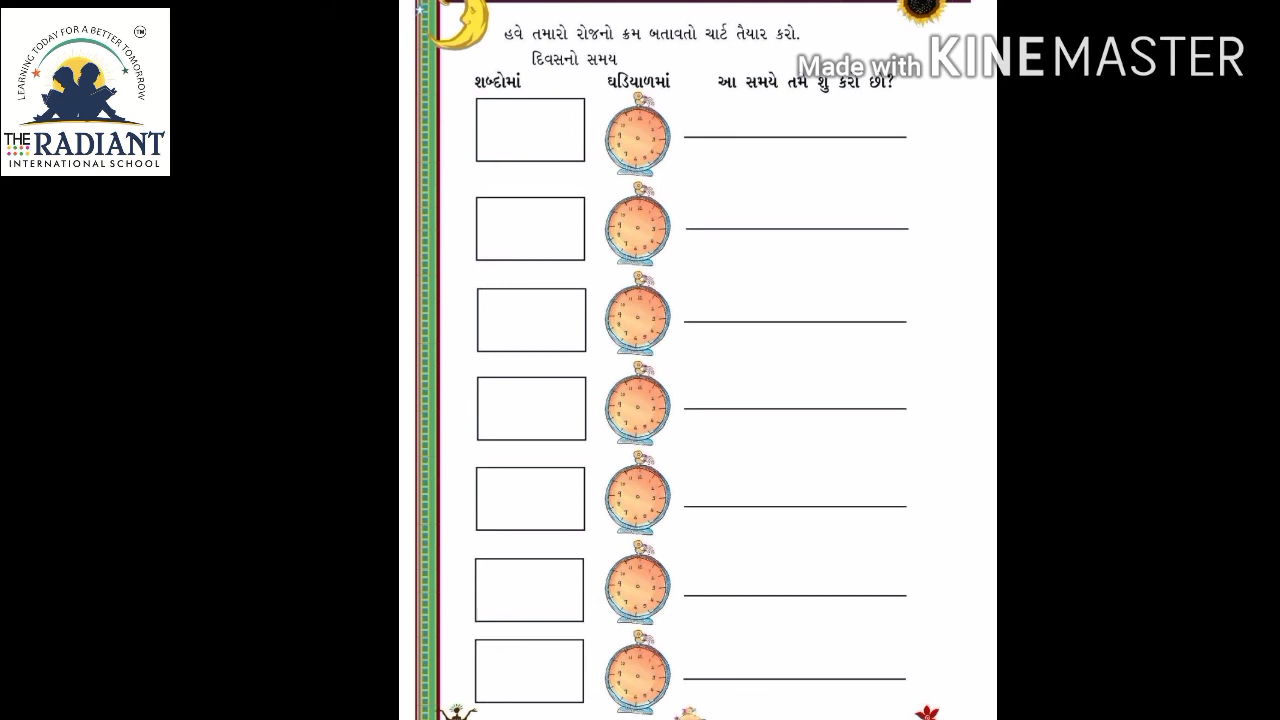 LEARNING TODAY FOR A BETTER TOMORROW
TM
THE RADIANT
INTERNATIONAL SCHOOL
હવે તમારો રોજનો ક્રમ બતાવતો ચાર્ટ તૈયાર કરો.
દિવસનો સમય
Made with KINEMASTER
શબ્દોમાં ઘડિયાળમાં આ સમયે તમે શું કરો છો?